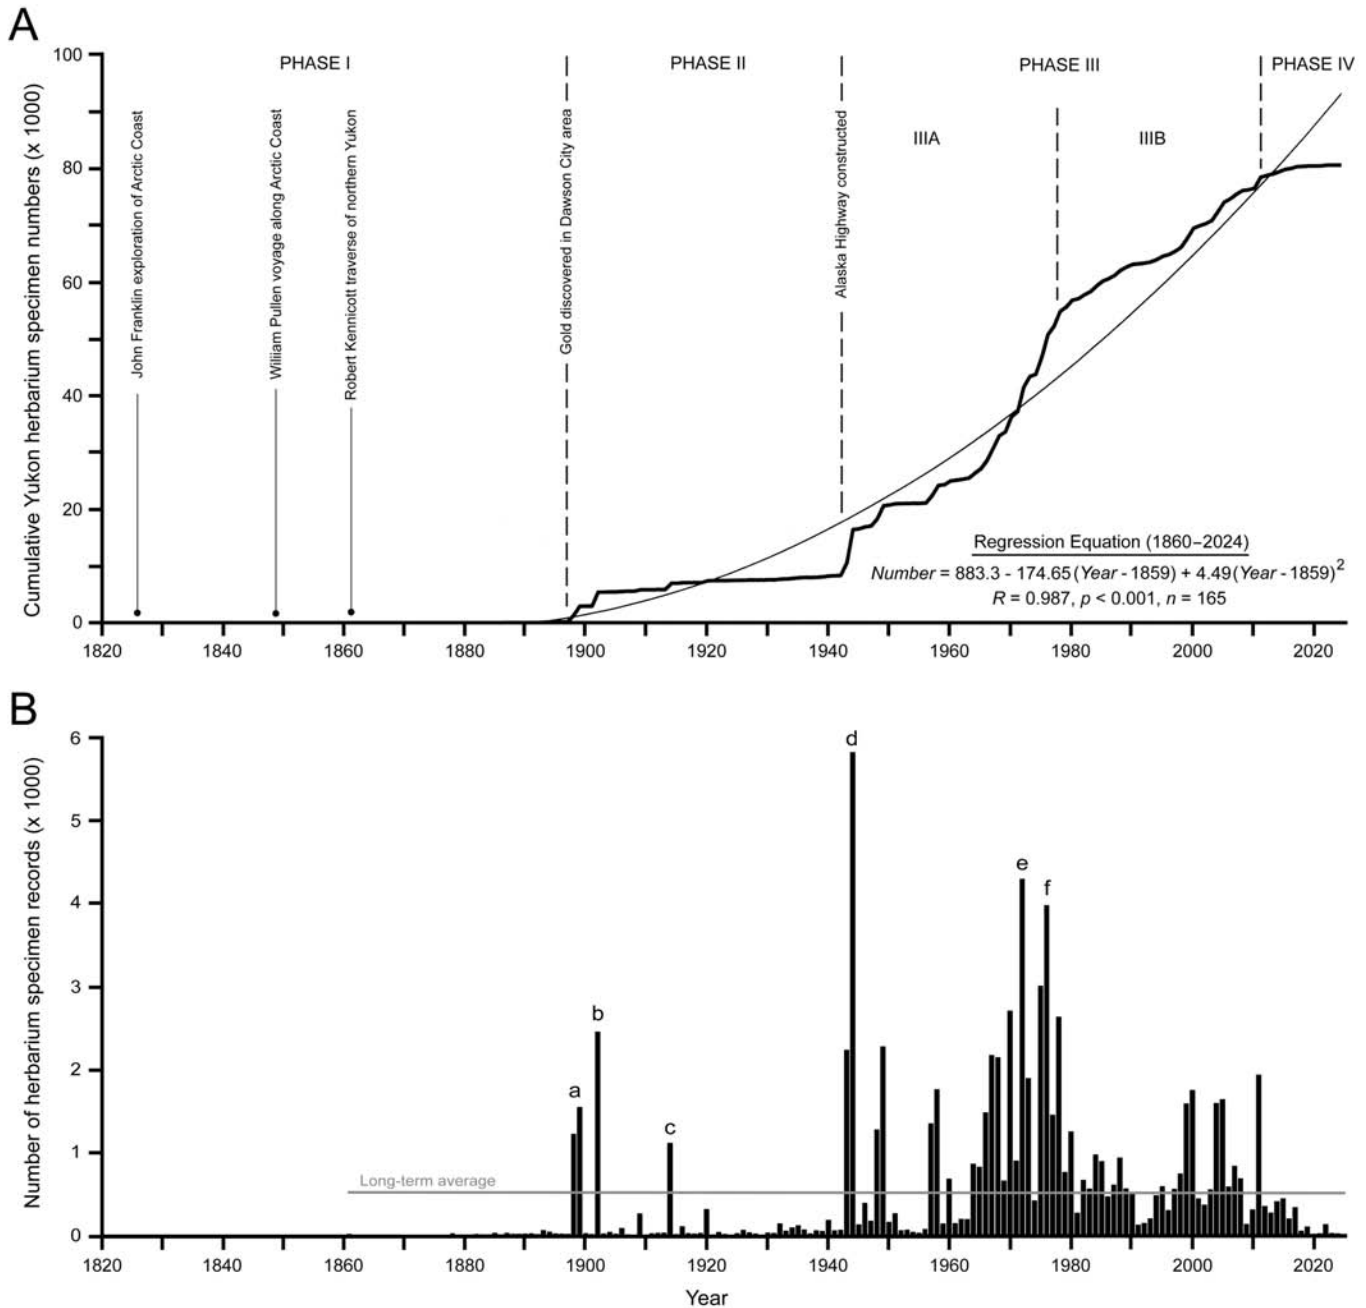 A
100
80
60
40
20
0
Cumulative Yukon herbarium specimen numbers (x 1000)
PHASE I
PHASE II
PHASE III
PHASE IV
IIIA
IIIB
John Franklin exploration of Arctic Coast
William Pullen voyage along Arctic Coast
Robert Kennicott traverse of northern Yukon
Gold discovered in Dawson City area
Alaska Highway constructed
Regression Equation (1860–2024)
Number = 883.3 - 174.65 (Year - 1859) + 4.49 (Year - 1859)²
R = 0.987, p < 0.001, n = 165
1820 1840 1860 1880 1900 1920 1940 1960 1980 2000 2020
B
6
5
4
3
2
1
0
Number of herbarium specimen records (x 1000)
a
b
c
d
e
f
Long-term average
1820 1840 1860 1880 1900 1920 1940 1960 1980 2000 2020
Year